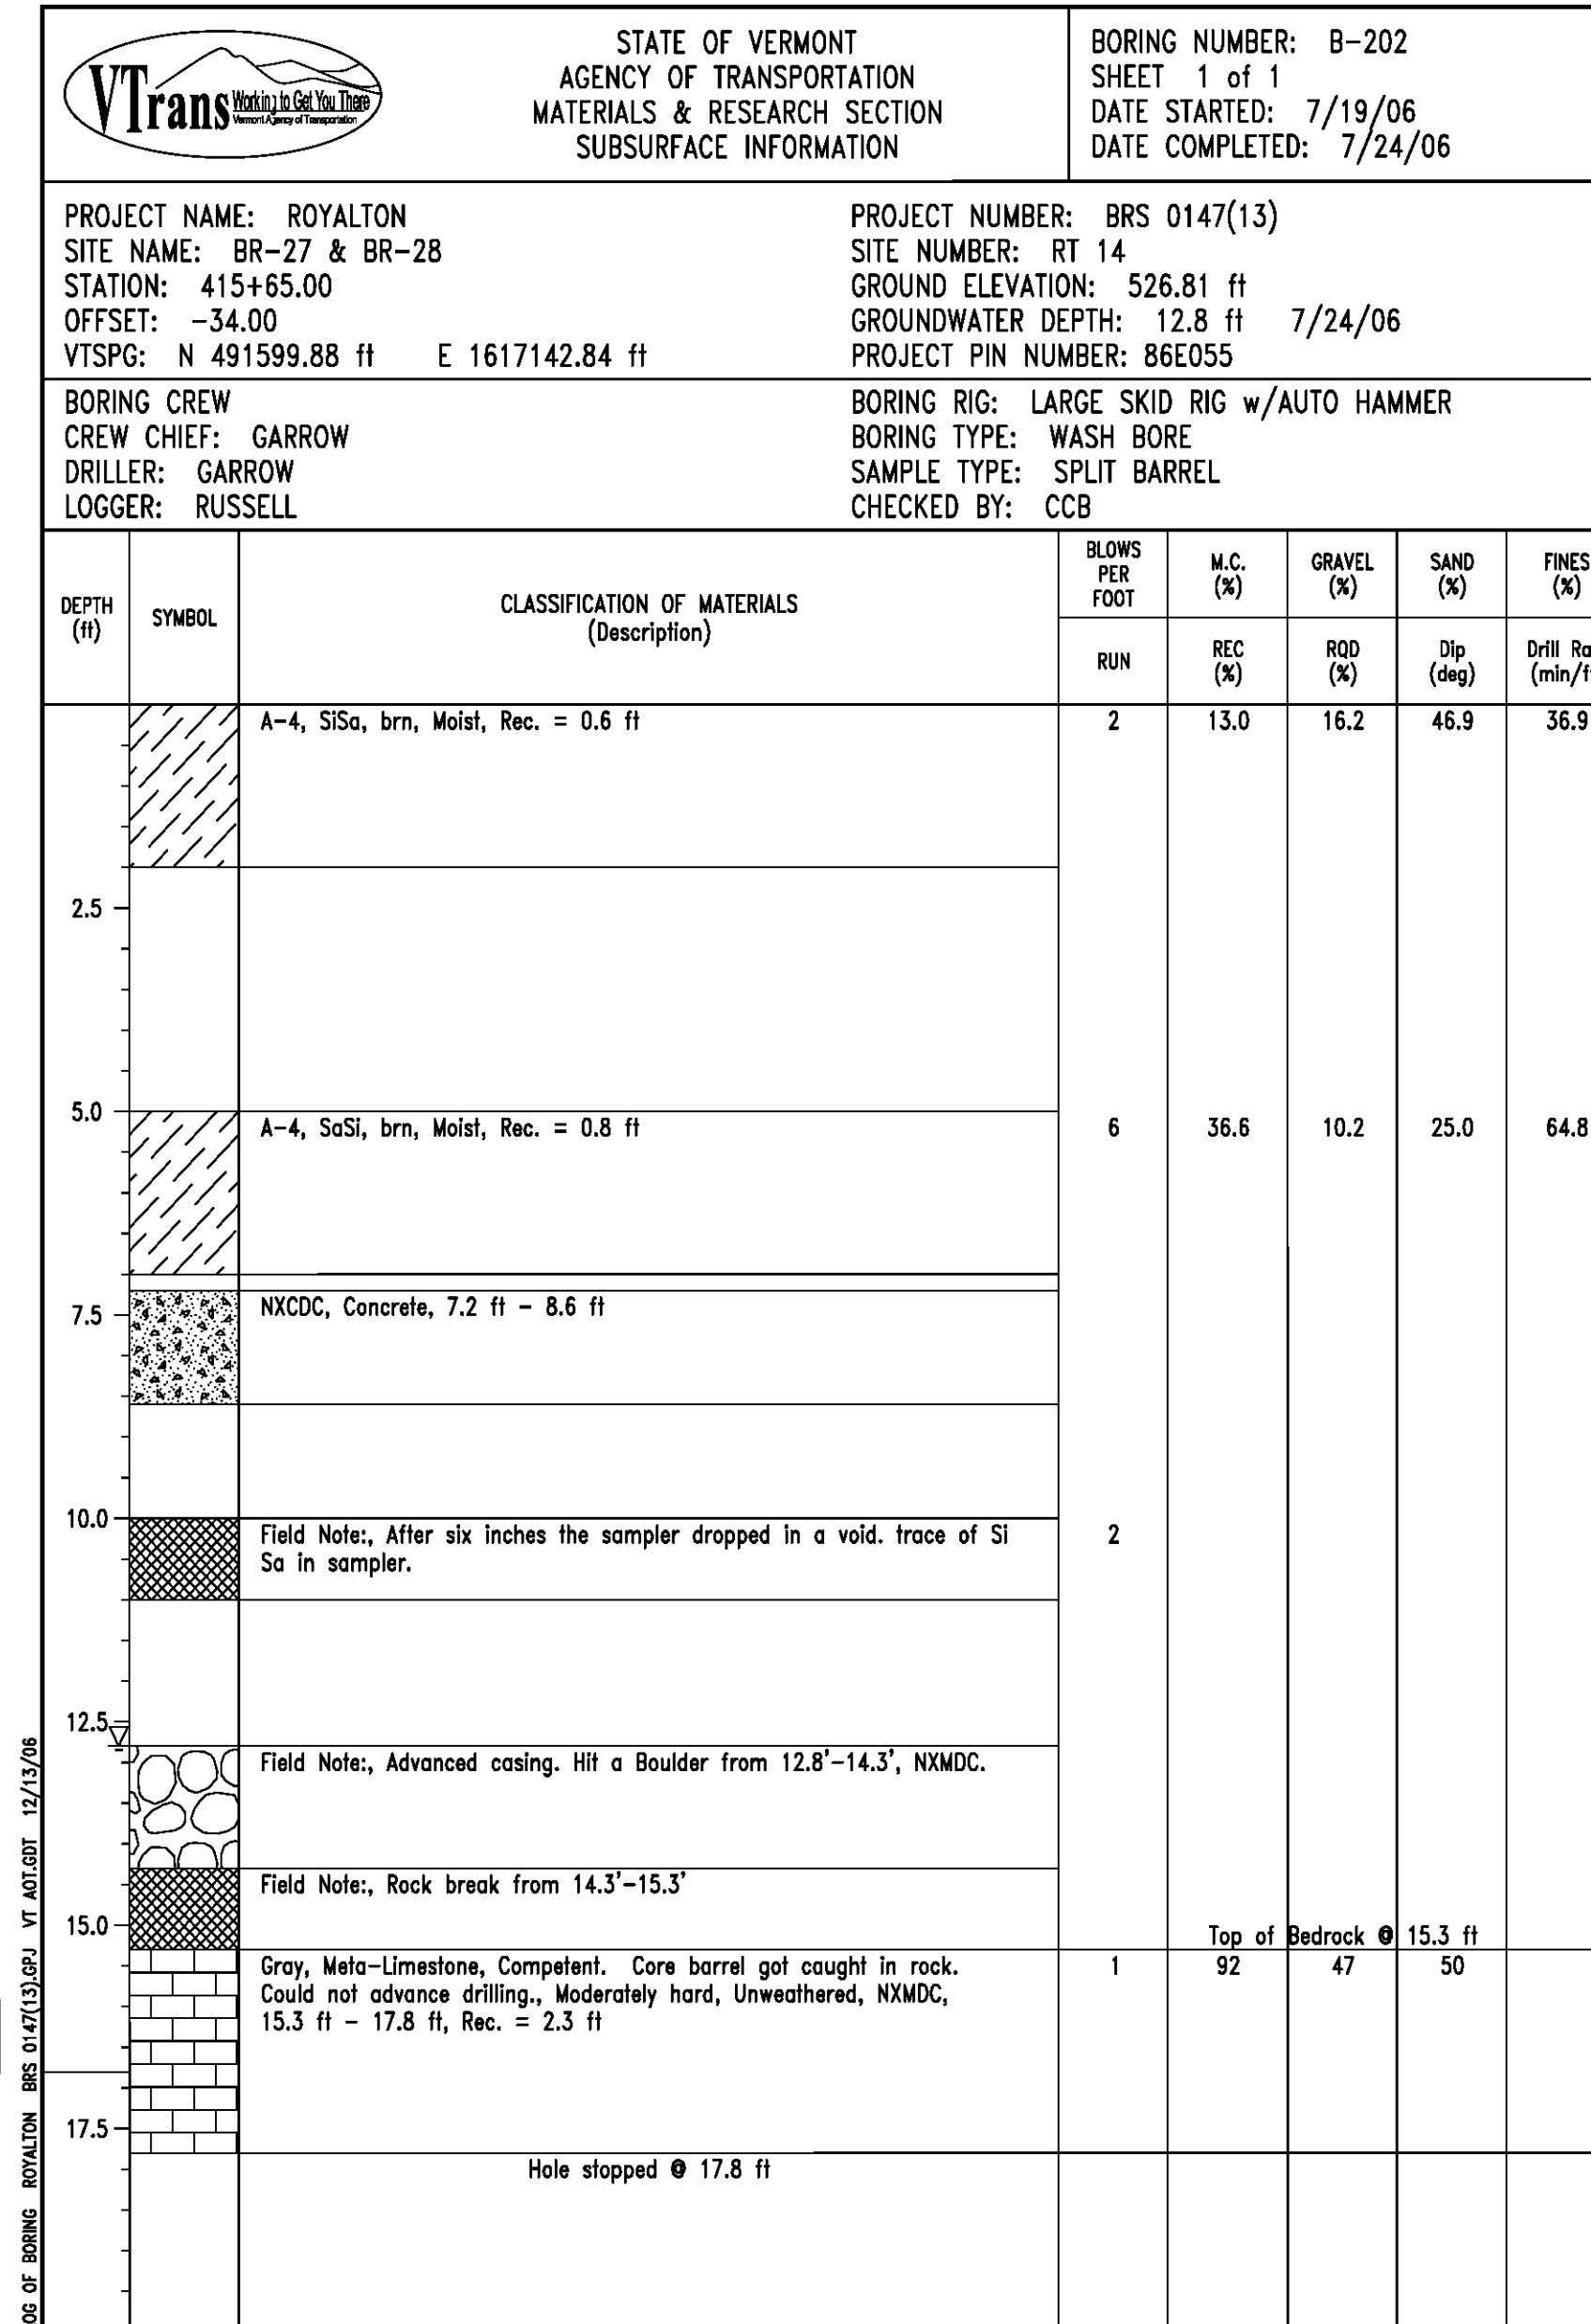 VTrans Working to Get You There
Vermont Agency of Transportation
STATE OF VERMONT
AGENCY OF TRANSPORTATION
MATERIALS & RESEARCH SECTION
SUBSURFACE INFORMATION
BORING NUMBER: B-202
SHEET 1 of 1
DATE STARTED: 7/19/06
DATE COMPLETED: 7/24/06
PROJECT NAME: ROYALTON
SITE NAME: BR-27 & BR-28
STATION: 415+65.00
OFFSET: -34.00
VTSPG: N 491599.88 ft E 1617142.84 ft
PROJECT NUMBER: BRS 0147(13)
SITE NUMBER: RT 14
GROUND ELEVATION: 526.81 ft
GROUNDWATER DEPTH: 12.8 ft 7/24/06
PROJECT PIN NUMBER: 86E055
BORING CREW
CREW CHIEF: GARROW
DRILLER: GARROW
LOGGER: RUSSELL
BORING RIG: LARGE SKID RIG w/AUTO HAMMER
BORING TYPE: WASH BORE
SAMPLE TYPE: SPLIT BARREL
CHECKED BY: CCB
DEPTH
(ft)
SYMBOL
CLASSIFICATION OF MATERIALS
(Description)
BLOWS
PER
FOOT
M.C.
(%)
GRAVEL
(%)
SAND
(%)
FINES
(%)
RUN
REC
(%)
RQD
(%)
Dip
(deg)
Drill Ra
(min/f
A-4, SiSa, brn, Moist, Rec. = 0.6 ft 2 13.0 16.2 46.9 36.9
2.5
5.0
A-4, SaSi, brn, Moist, Rec. = 0.8 ft 6 36.6 10.2 25.0 64.8
NXCDC, Concrete, 7.2 ft - 8.6 ft
7.5
10.0
Field Note:, After six inches the sampler dropped in a void. trace of Si 2
Sa in sampler.
12.5
Field Note:, Advanced casing. Hit a Boulder from 12.8'-14.3', NXMDC.
Field Note:, Rock break from 14.3'-15.3'
15.0
Top of Bedrock @ 15.3 ft
Gray, Meta-Limestone, Competent. Core barrel got caught in rock. 1 92 47 50
Could not advance drilling., Moderately hard, Unweathered, NXMDC,
15.3 ft - 17.8 ft, Rec. = 2.3 ft
17.5
Hole stopped @ 17.8 ft
OG OF BORING ROYALTON BRS 0147(13).GPJ VT AOT.GDT 12/13/06